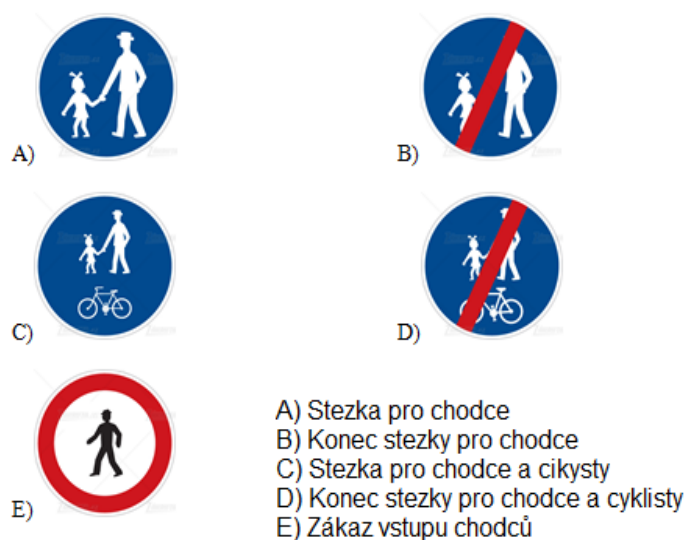 A)
B)
C)
D)
E)
A) Stezka pro chodce
B) Konec stezky pro chodce
C) Stezka pro chodce a cikysty
D) Konec stezky pro chodce a cyklisty
E) Zákaz vstupu chodců